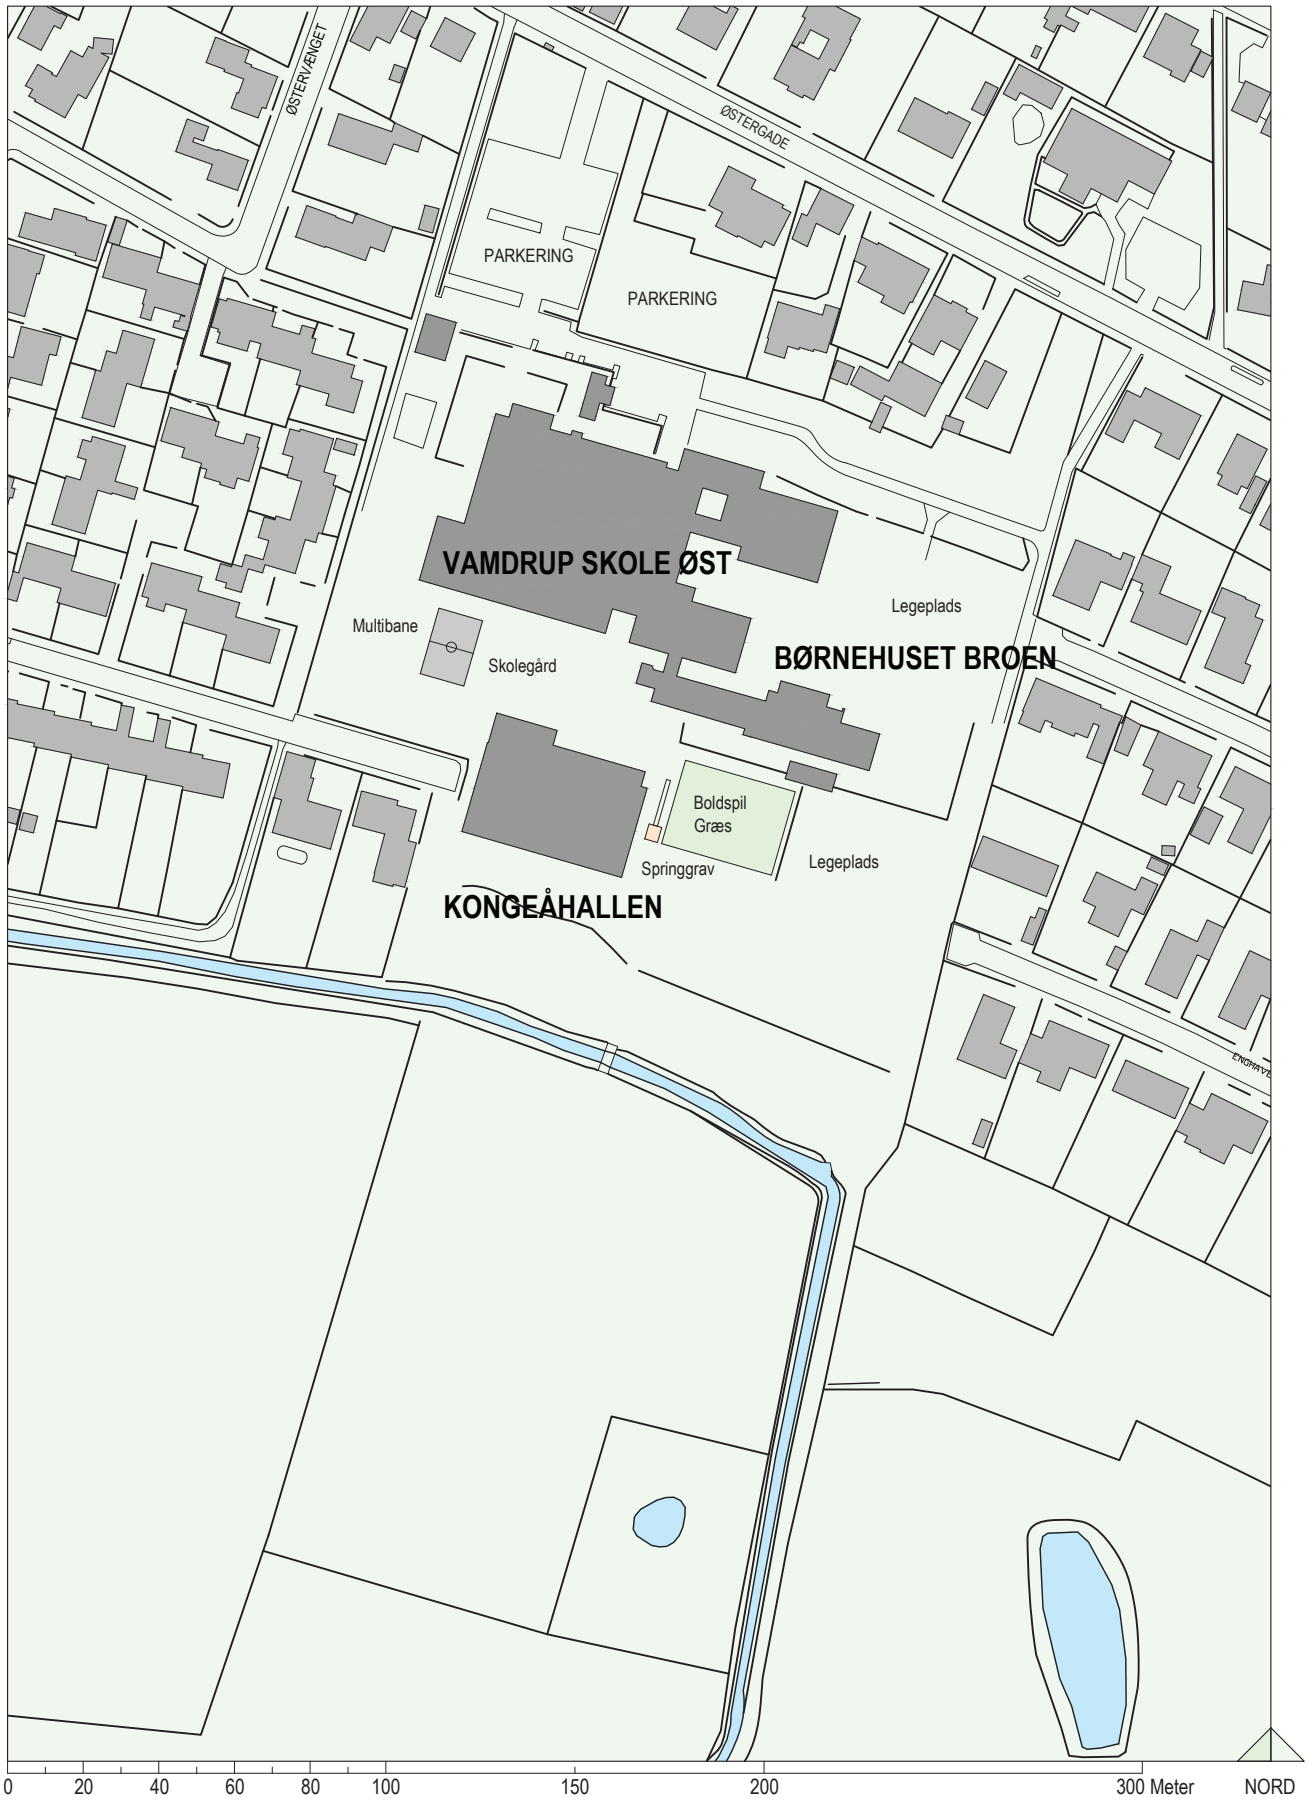 ØSTERVÆNGET
ØSTERGADE
PARKERING
PARKERING
VAMDRUP SKOLE ØST
Legeplads
Multibane
BØRNEHUSET BROEN
Skolegård
Boldspil
Græs
Springgrav
Legeplads
KONGEÅHALLEN
ENGHAVE
0 20 40 60 80 100 150 200 300 Meter NORD